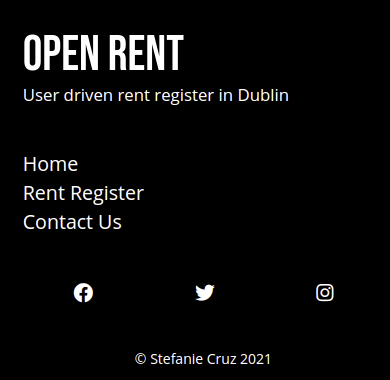 OPEN RENT
User driven rent register in Dublin
Home
Rent Register
Contact Us
© Stefanie Cruz 2021